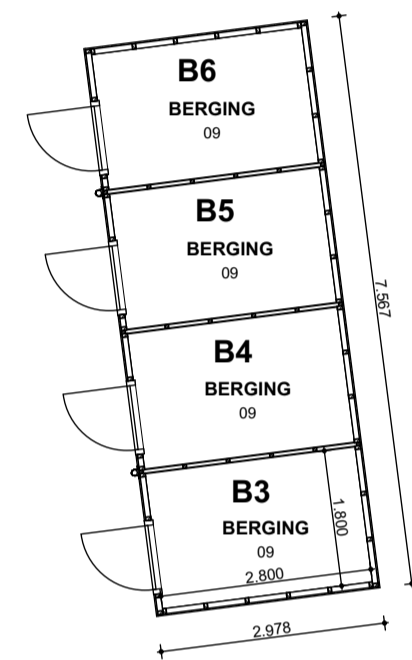 B6
BERGING
09
B5
BERGING
09
7.567
B4
BERGING
09
B3
BERGING
09
1.800
2.800
2.978